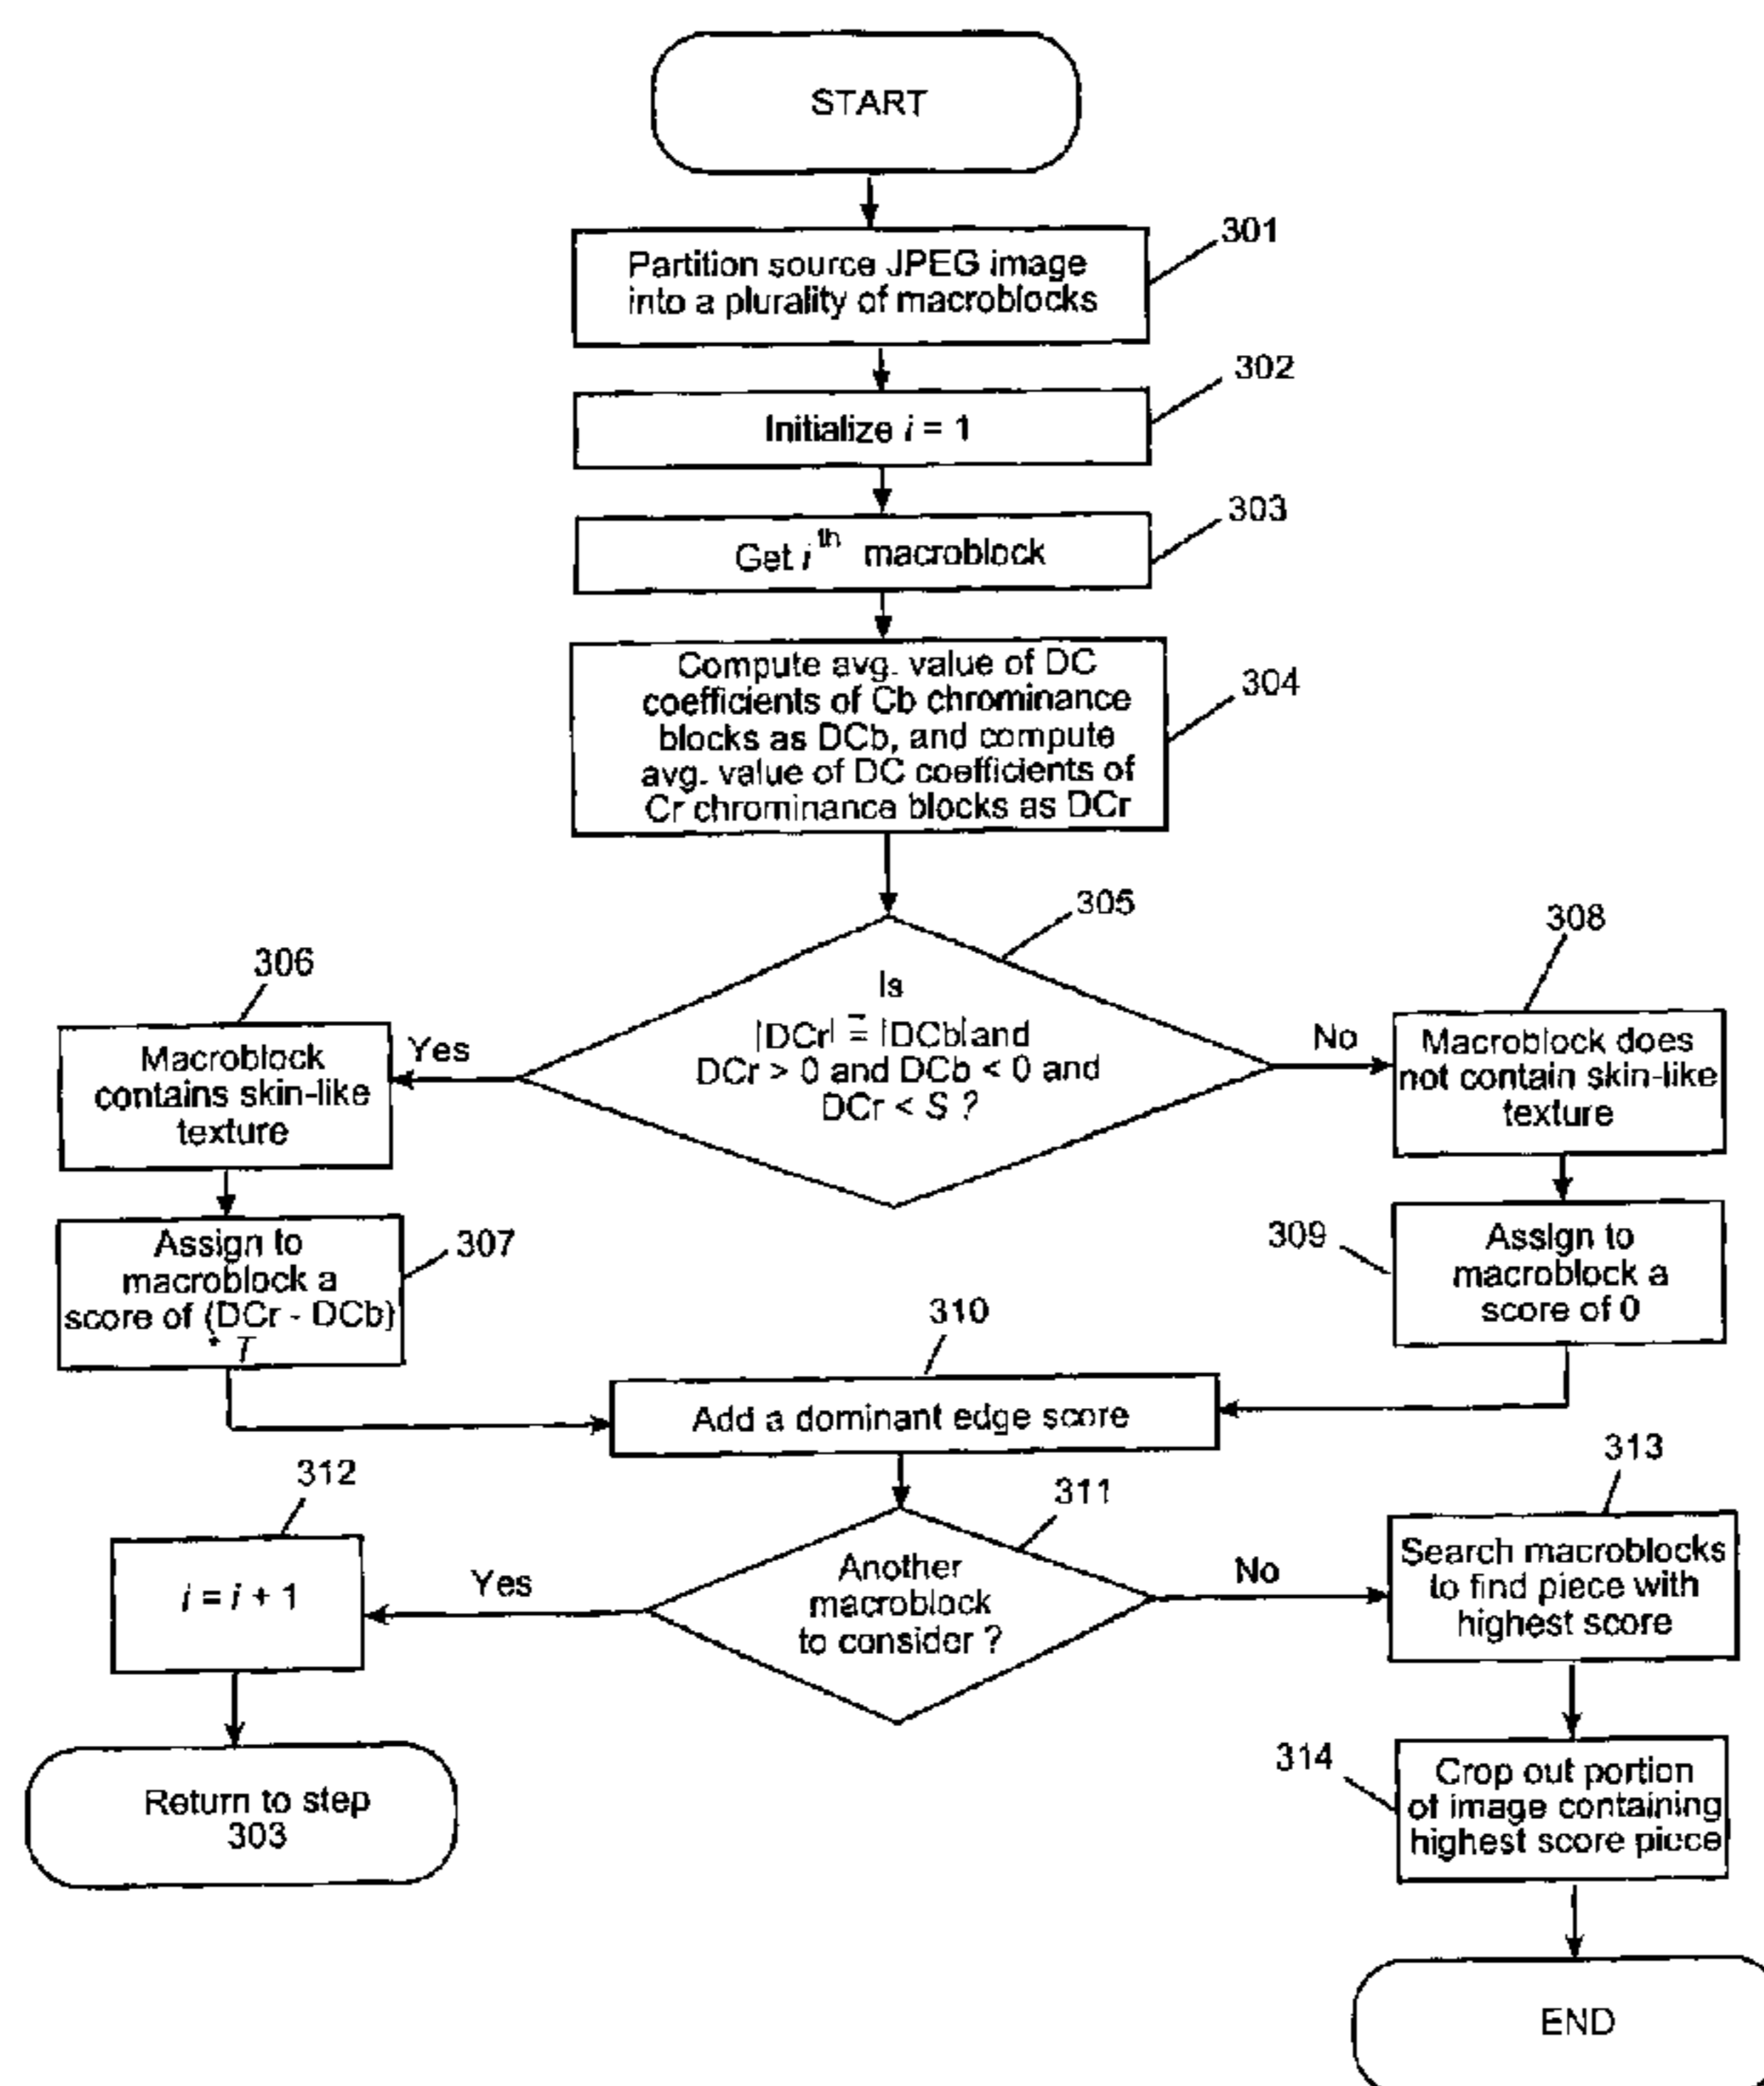 START
301
Partition source JPEG image
into a plurality of macroblocks
302
Initialize i = 1
303
Get i th macroblock
304
Compute avg. value of DC
coefficients of Cb chrominance
blocks as DCb, and compute
avg. value of DC coefficients of
Cr chrominance blocks as DCr
305
Is
|DCr| ≅ |DCb| and
DCr > 0 and DCb < 0 and
DCr < S ?
Yes
No
306
Macroblock
contains skin-like
texture
308
Macroblock does
not contain skin-like
texture
307
Assign to
macroblock a
score of (DCr - DCb)
* T
309
Assign to
macroblock a
score of 0
310
Add a dominant edge score
311
Another
macroblock
to consider ?
Yes
No
312
i = i + 1
Return to step
303
313
Search macroblocks
to find piece with
highest score
314
Crop out portion
of image containing
highest score piece
END